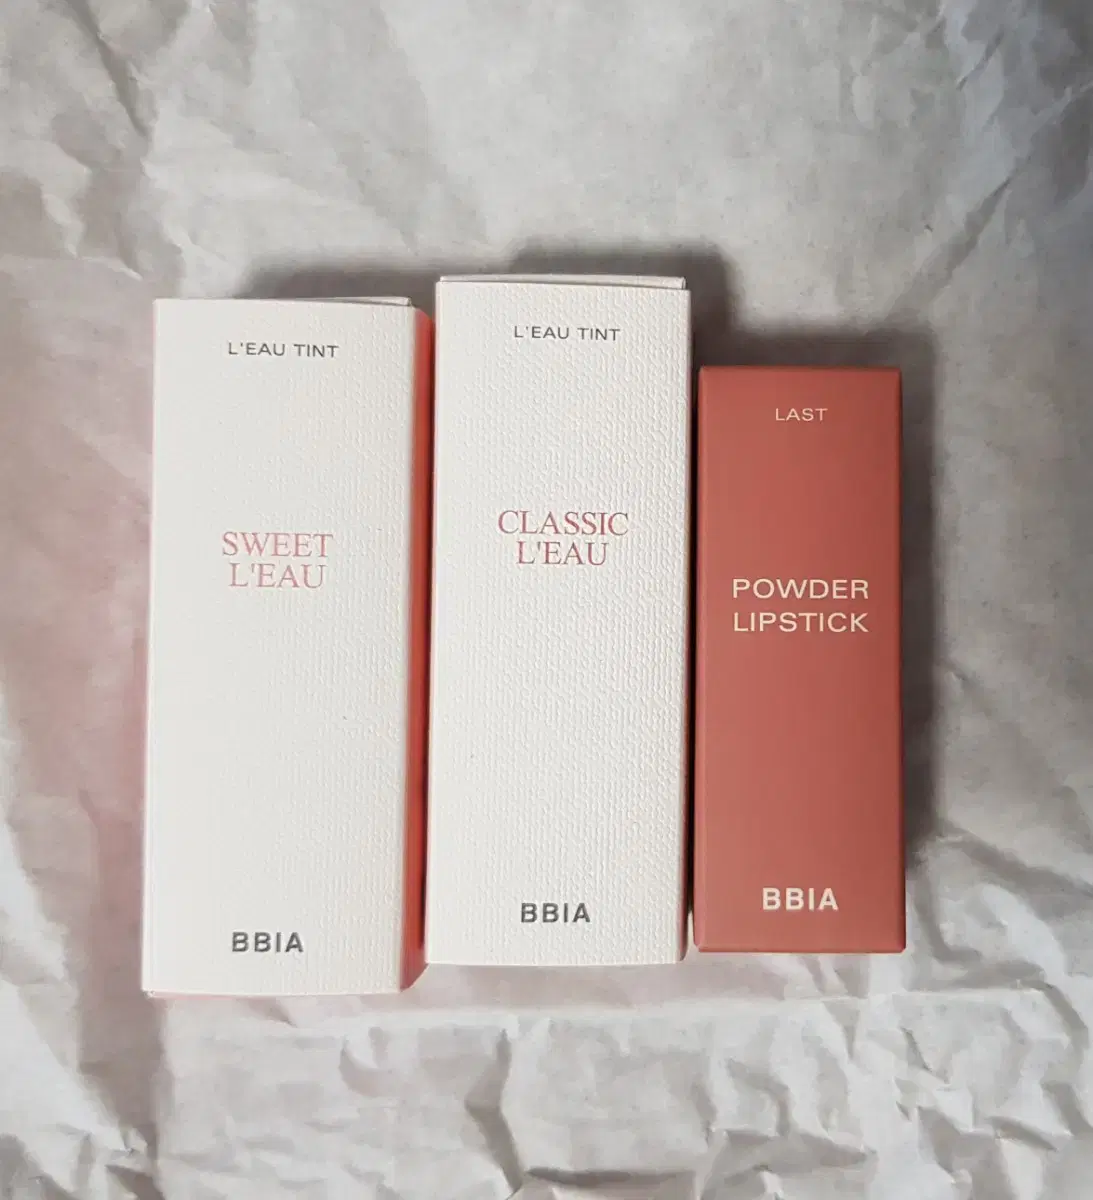 L'EAU TINT
SWEET
L'EAU
BBIA
L'EAU TINT
CLASSIC
L'EAU
BBIA
LAST
POWDER
LIPSTICK
BBIA